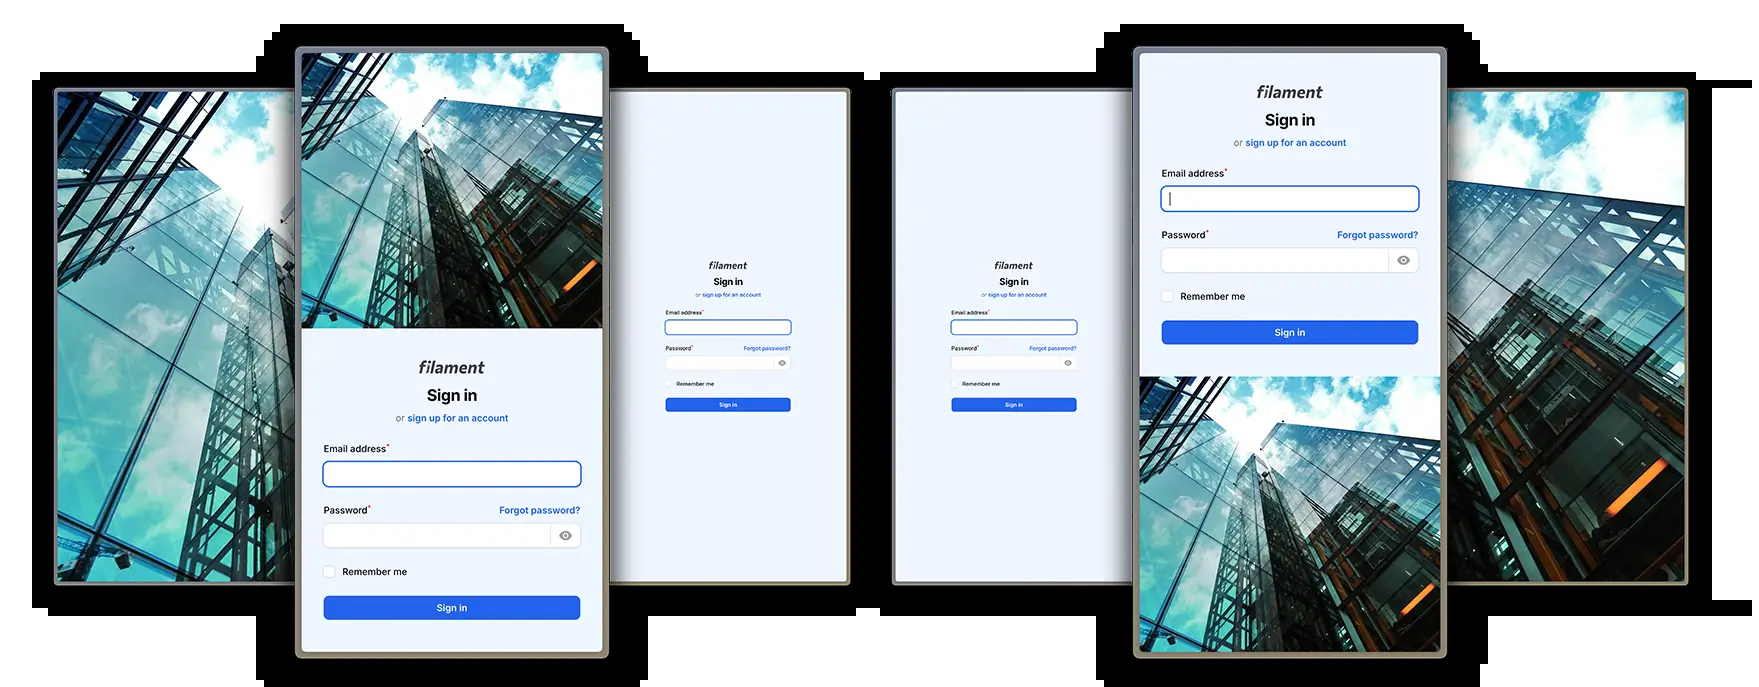 filament
Sign in
or sign up for an account
Email address*
Password* Forgot password?
Remember me
Sign in
filament
Sign in
or sign up for an account
Email address*
Password* Forgot password?
Remember me
Sign in
filament
Sign in
or sign up for an account
Email address*
Password* Forgot password?
Remember me
Sign in
filament
Sign in
or sign up for an account
Email address*
Password* Forgot password?
Remember me
Sign in